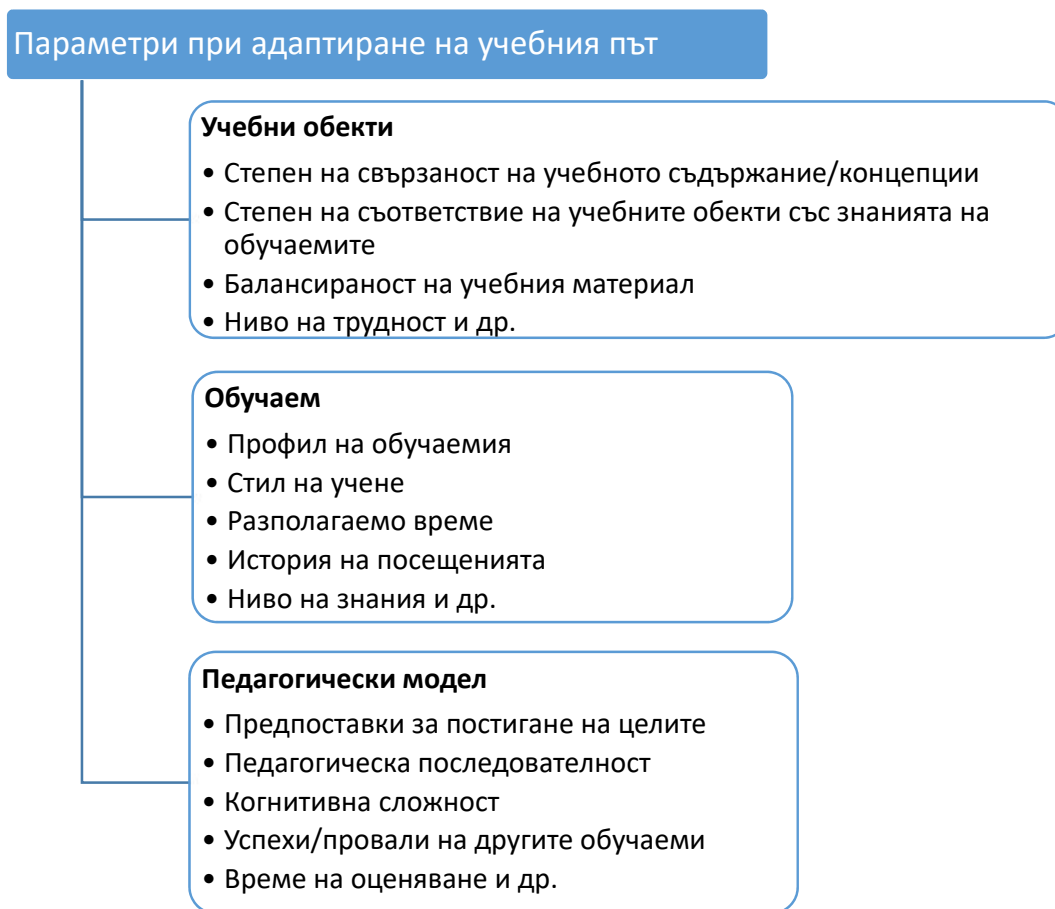 Параметри при адаптиране на учебния път
Учебни обекти
• Степен на свързаност на учебното съдържание/концепции
• Степен на съответствие на учебните обекти със знанията на
обучаемите
• Балансираност на учебния материал
• Ниво на трудност и др.
Обучаем
• Профил на обучаемия
• Стил на учене
• Разполагаемо време
• История на посещенията
• Ниво на знания и др.
Педагогически модел
• Предпоставки за постигане на целите
• Педагогическа последователност
• Когнитивна сложност
• Успехи/провали на другите обучаеми
• Време на оценяване и др.